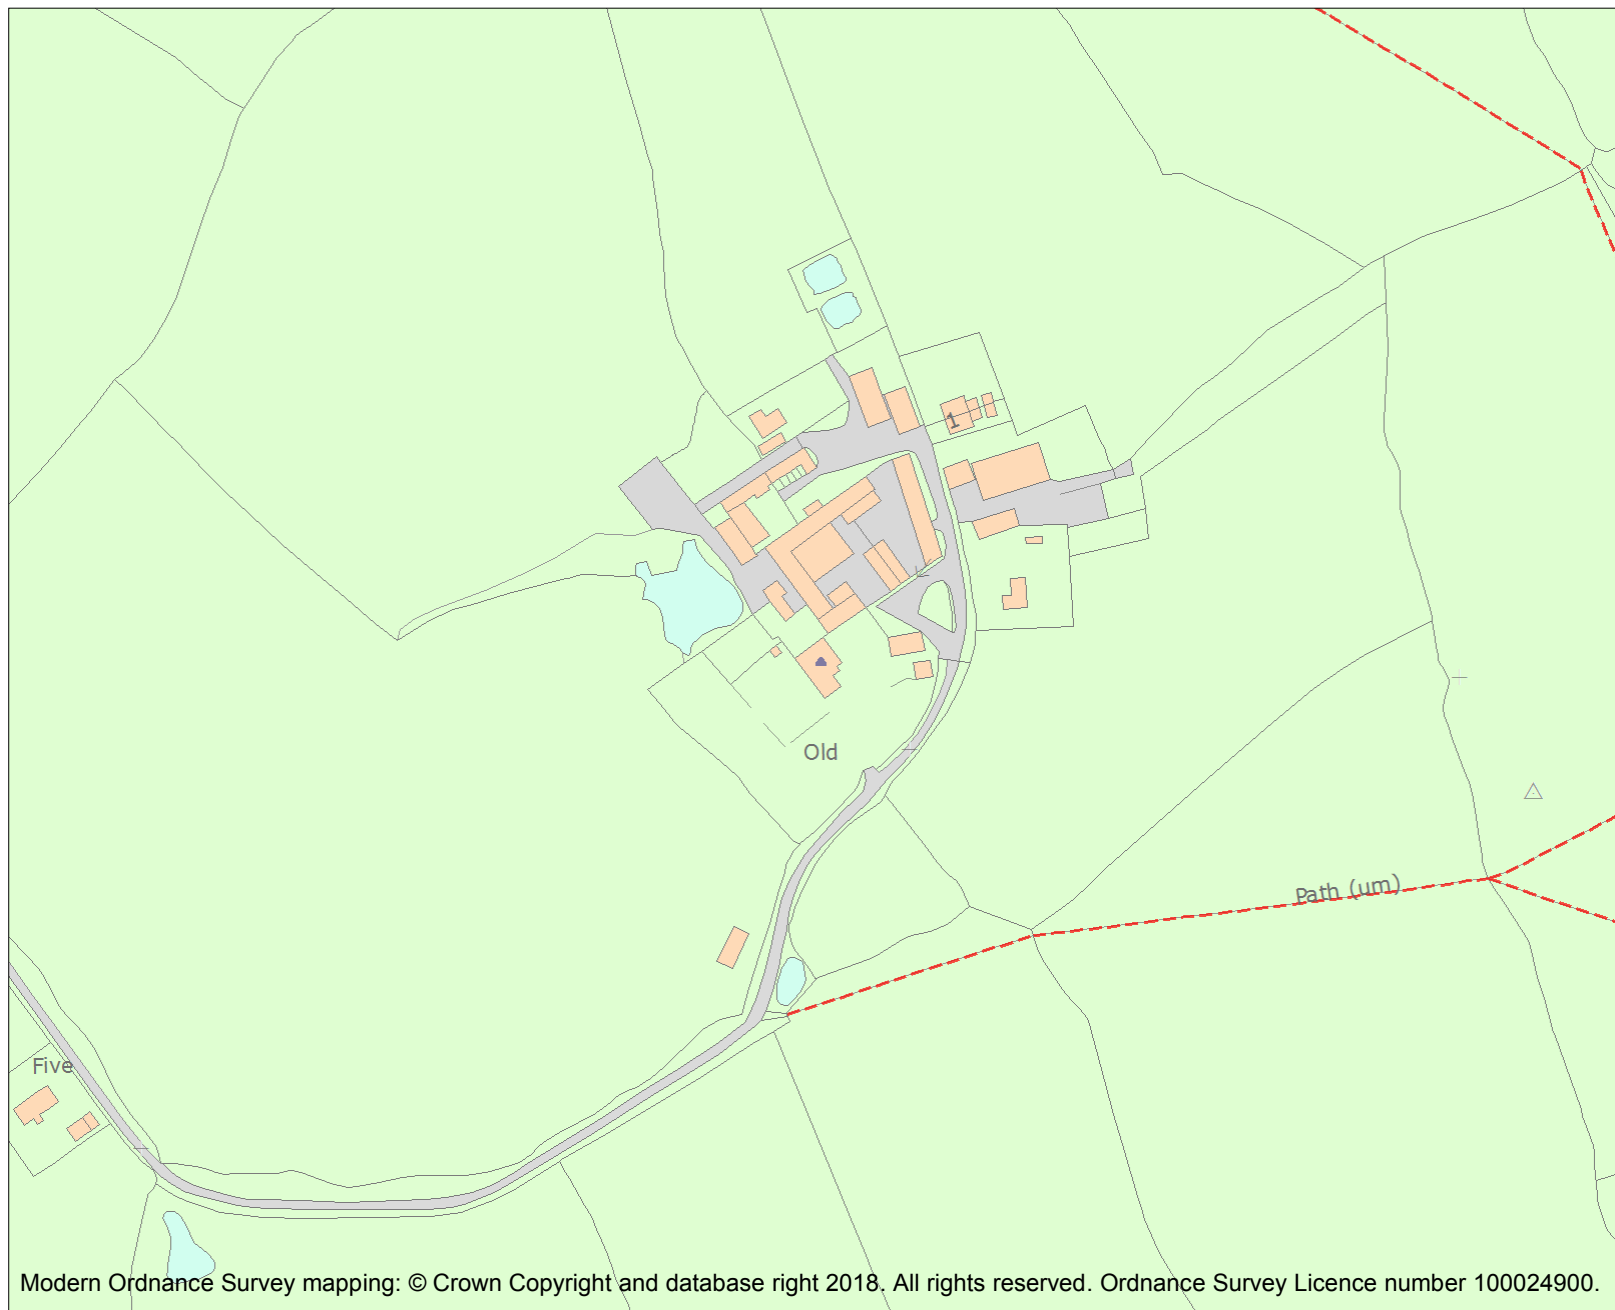 1
Old
Path (um)
Five
Modern Ordnance Survey mapping: © Crown Copyright and database right 2018. All rights reserved. Ordnance Survey Licence number 100024900.